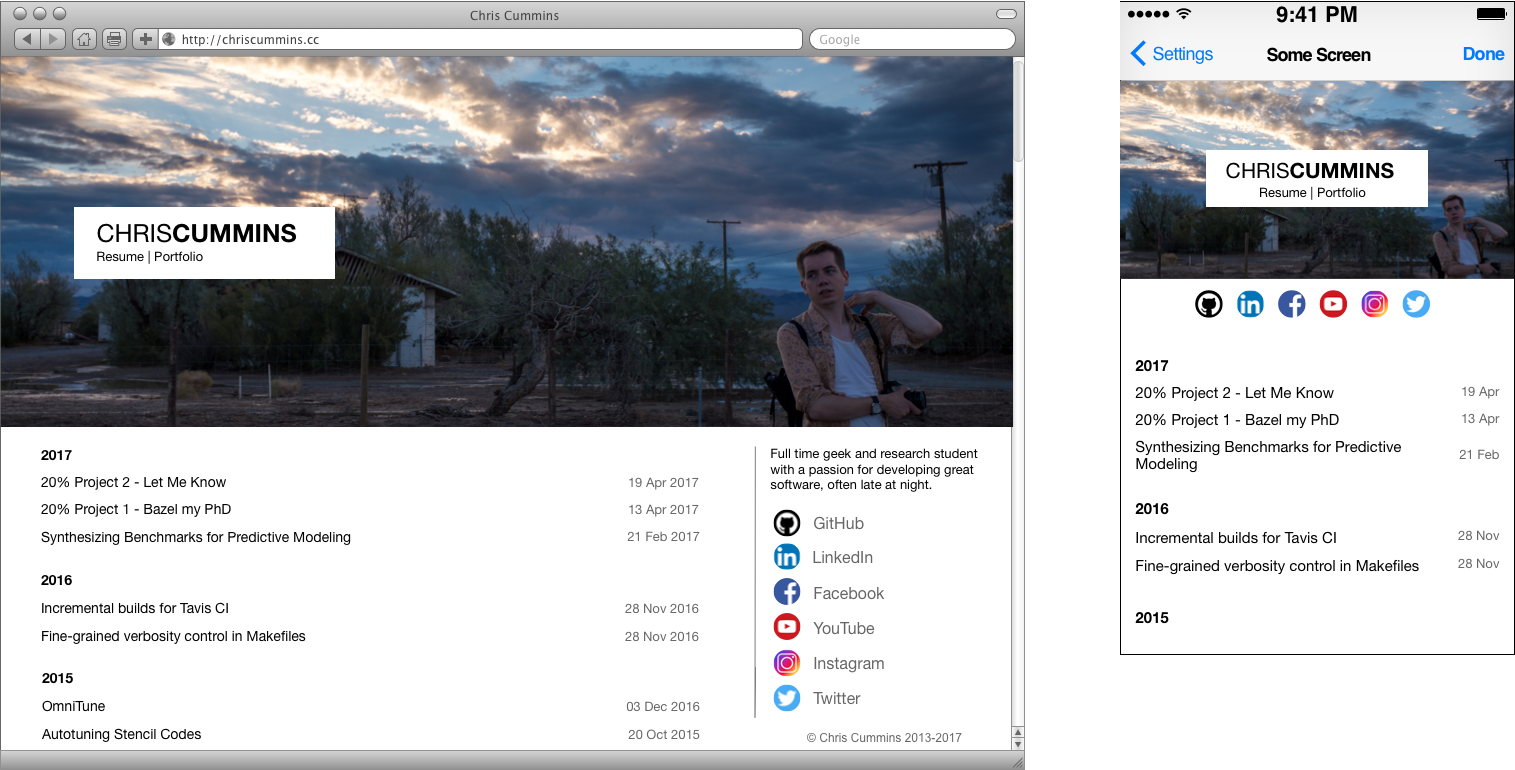 Chris Cummins
http://chriscummins.cc
Google
CHRISCUMMINS
Resume | Portfolio
2017
20% Project 2 - Let Me Know 19 Apr 2017
20% Project 1 - Bazel my PhD 13 Apr 2017
Synthesizing Benchmarks for Predictive Modeling 21 Feb 2017
2016
Incremental builds for Tavis CI 28 Nov 2016
Fine-grained verbosity control in Makefiles 28 Nov 2016
2015
OmniTune 03 Dec 2016
Autotuning Stencil Codes 20 Oct 2015
Full time geek and research student
with a passion for developing great
software, often late at night.
GitHub
LinkedIn
Facebook
YouTube
Instagram
Twitter
© Chris Cummins 2013-2017
9:41 PM
Settings Some Screen Done
CHRISCUMMINS
Resume | Portfolio
2017
20% Project 2 - Let Me Know 19 Apr
20% Project 1 - Bazel my PhD 13 Apr
Synthesizing Benchmarks for Predictive
Modeling 21 Feb
2016
Incremental builds for Tavis CI 28 Nov
Fine-grained verbosity control in Makefiles 28 Nov
2015